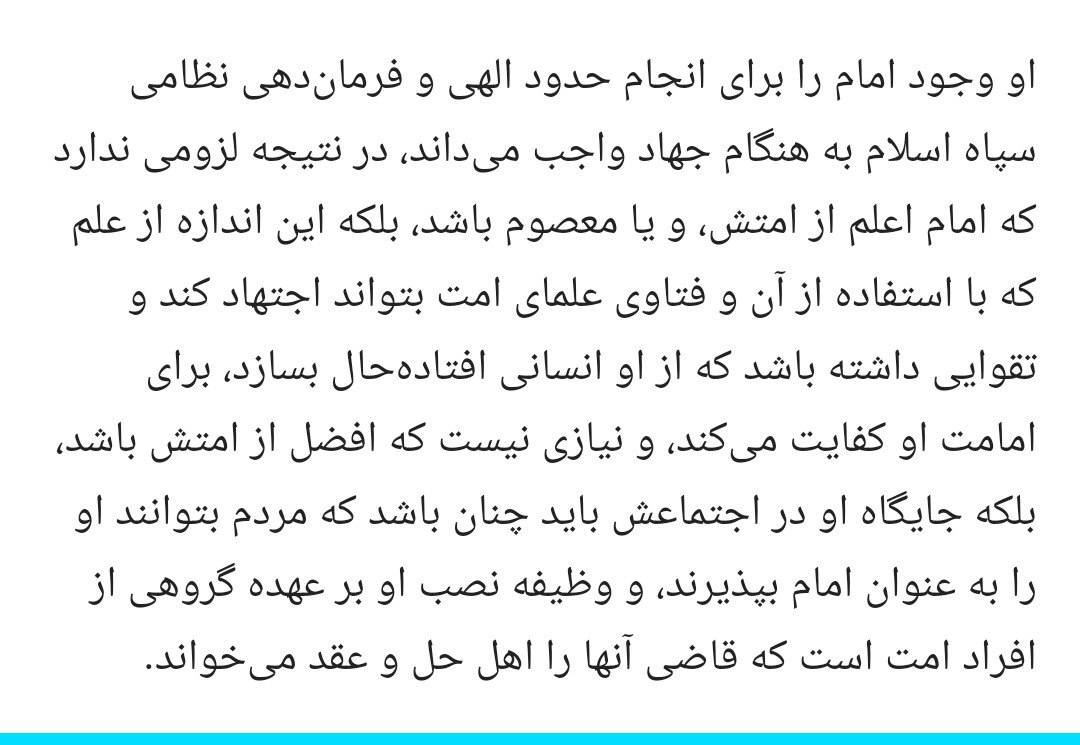 او وجود امام را برای انجام حدود الهی و فرمان‌دهی نظامی
سپاه اسلام به هنگام جهاد واجب می‌داند، در نتیجه لزومی ندارد
که امام اعلم از امتش، و یا معصوم باشد، بلکه این اندازه از علم
که با استفاده از آن و فتاوی علمای امت بتواند اجتهاد کند و
تقوایی داشته باشد که از او انسانی افتاده‌حال بسازد، برای
امامت او کفایت می‌کند، و نیازی نیست که افضل از امتش باشد،
بلکه جایگاه او در اجتماعش باید چنان باشد که مردم بتوانند او
را به عنوان امام بپذیرند، و وظیفه نصب او بر عهده گروهی از
افراد امت است که قاضی آنها را اهل حل و عقد می‌خواند.